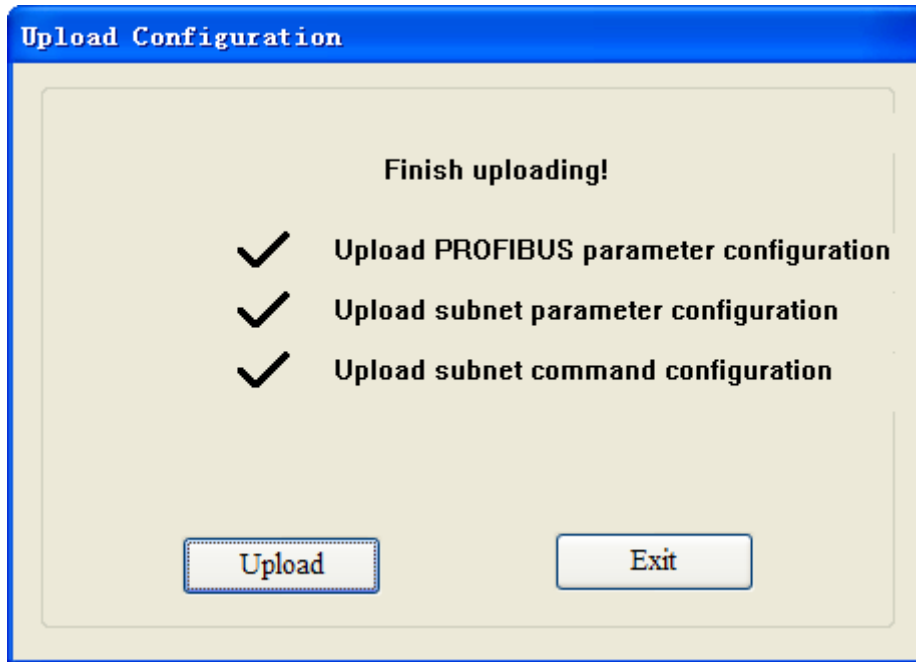 Upload Configuration
Finish uploading!
Upload PROFIBUS parameter configuration
Upload subnet parameter configuration
Upload subnet command configuration
Upload
Exit